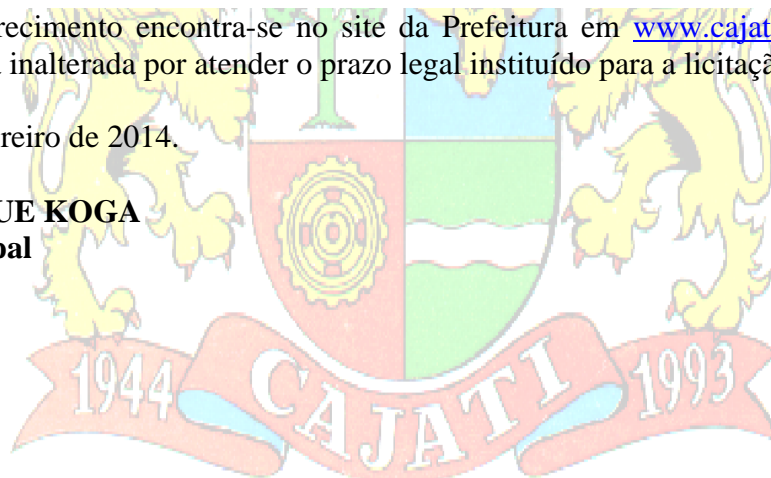 recimento encontra-se no site da Prefeitura em www.cajat
inalterada por atender o prazo legal instituído para a licitaçã
reiro de 2014.
UE KOGA
pal
1944 CAJATI 1993